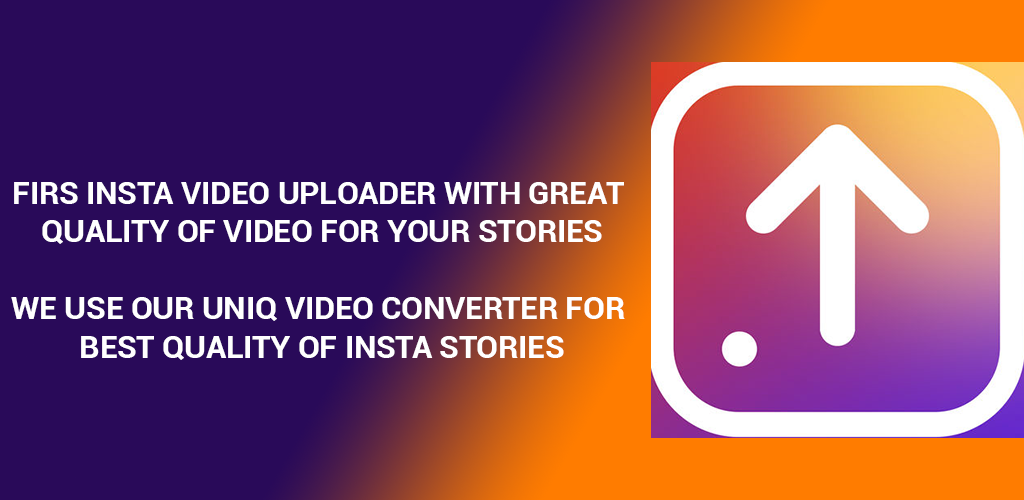 FIRS INSTA VIDEO UPLOADER WITH GREAT
QUALITY OF VIDEO FOR YOUR STORIES
WE USE OUR UNIQ VIDEO CONVERTER FOR
BEST QUALITY OF INSTA STORIES